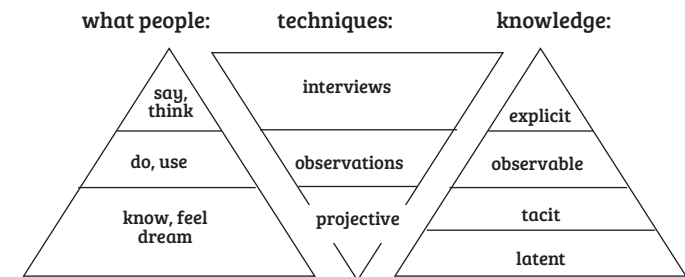 what people:
techniques:
knowledge:
say,
think
interviews
explicit
do, use
observations
observable
know, feel
dream
projective
tacit
latent